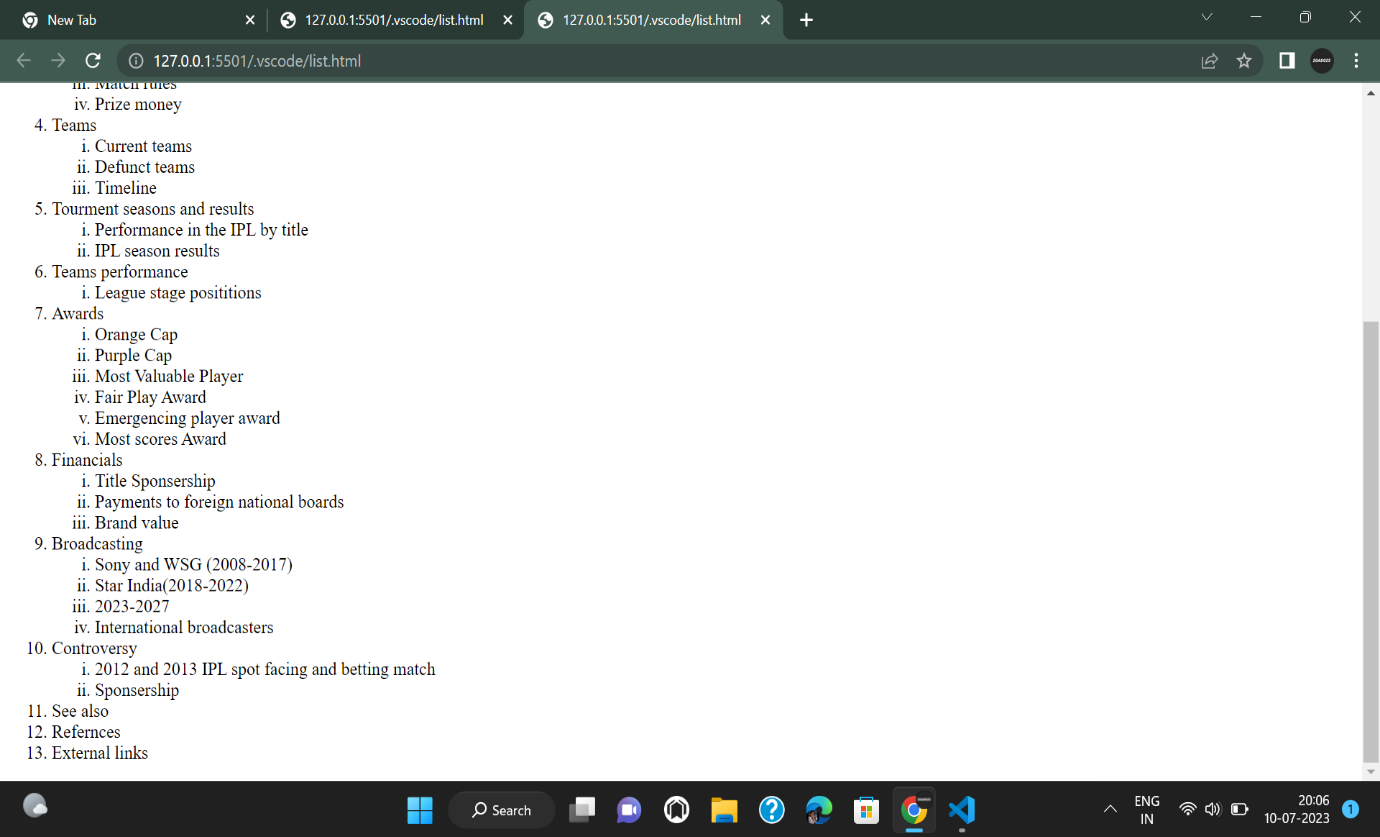 New Tab
127.0.0.1:5501/.vscode/list.html
127.0.0.1:5501/.vscode/list.html
127.0.0.1:5501/.vscode/list.html
iii. Match rules
iv. Prize money
4. Teams
i. Current teams
ii. Defunct teams
iii. Timeline
5. Tourment seasons and results
i. Performance in the IPL by title
ii. IPL season results
6. Teams performance
i. League stage posititions
7. Awards
i. Orange Cap
ii. Purple Cap
iii. Most Valuable Player
iv. Fair Play Award
v. Emergencing player award
vi. Most scores Award
8. Financials
i. Title Sponsership
ii. Payments to foreign national boards
iii. Brand value
9. Broadcasting
i. Sony and WSG (2008-2017)
ii. Star India(2018-2022)
iii. 2023-2027
iv. International broadcasters
10. Controversy
i. 2012 and 2013 IPL spot facing and betting match
ii. Sponsership
11. See also
12. Refernces
13. External links
Search
ENG
IN
20:06
10-07-2023
1